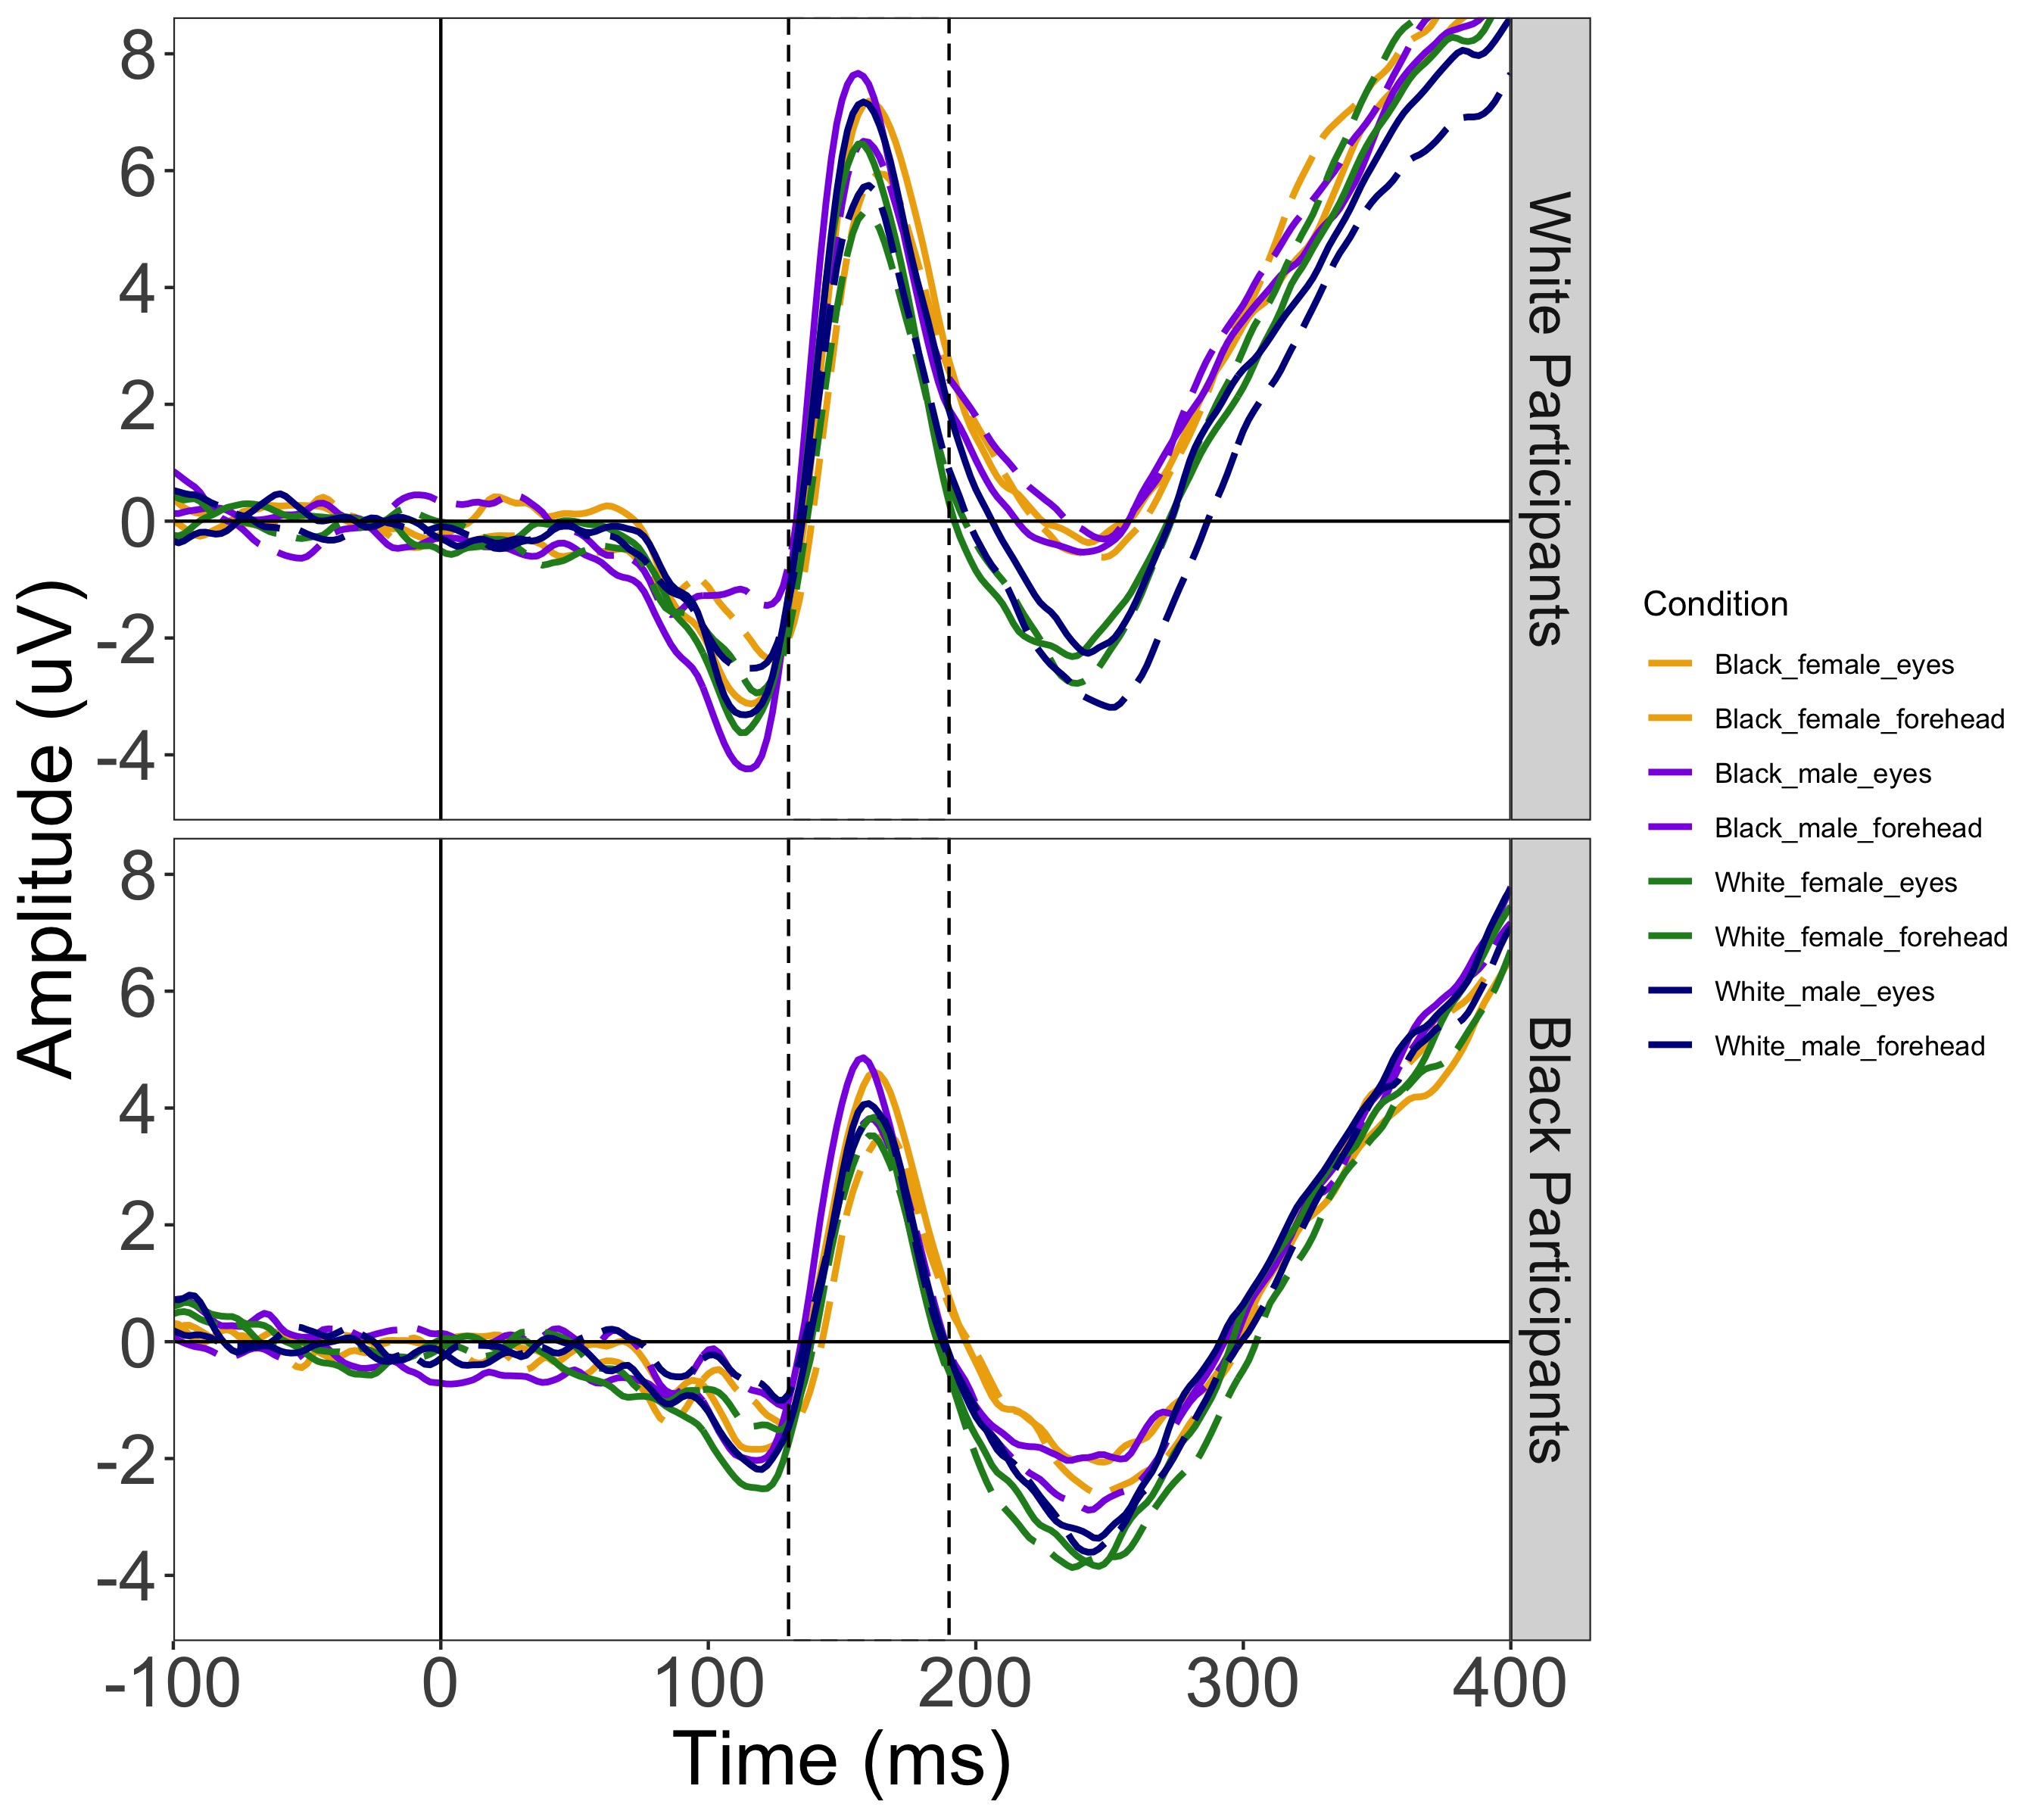 Amplitude (uV)
8
6
4
2
0
-2
-4
White Participants
8
6
4
2
0
-2
-4
Black Participants
-100 0 100 200 300 400
Time (ms)
Condition
Black_female_eyes
Black_female_forehead
Black_male_eyes
Black_male_forehead
White_female_eyes
White_female_forehead
White_male_eyes
White_male_forehead